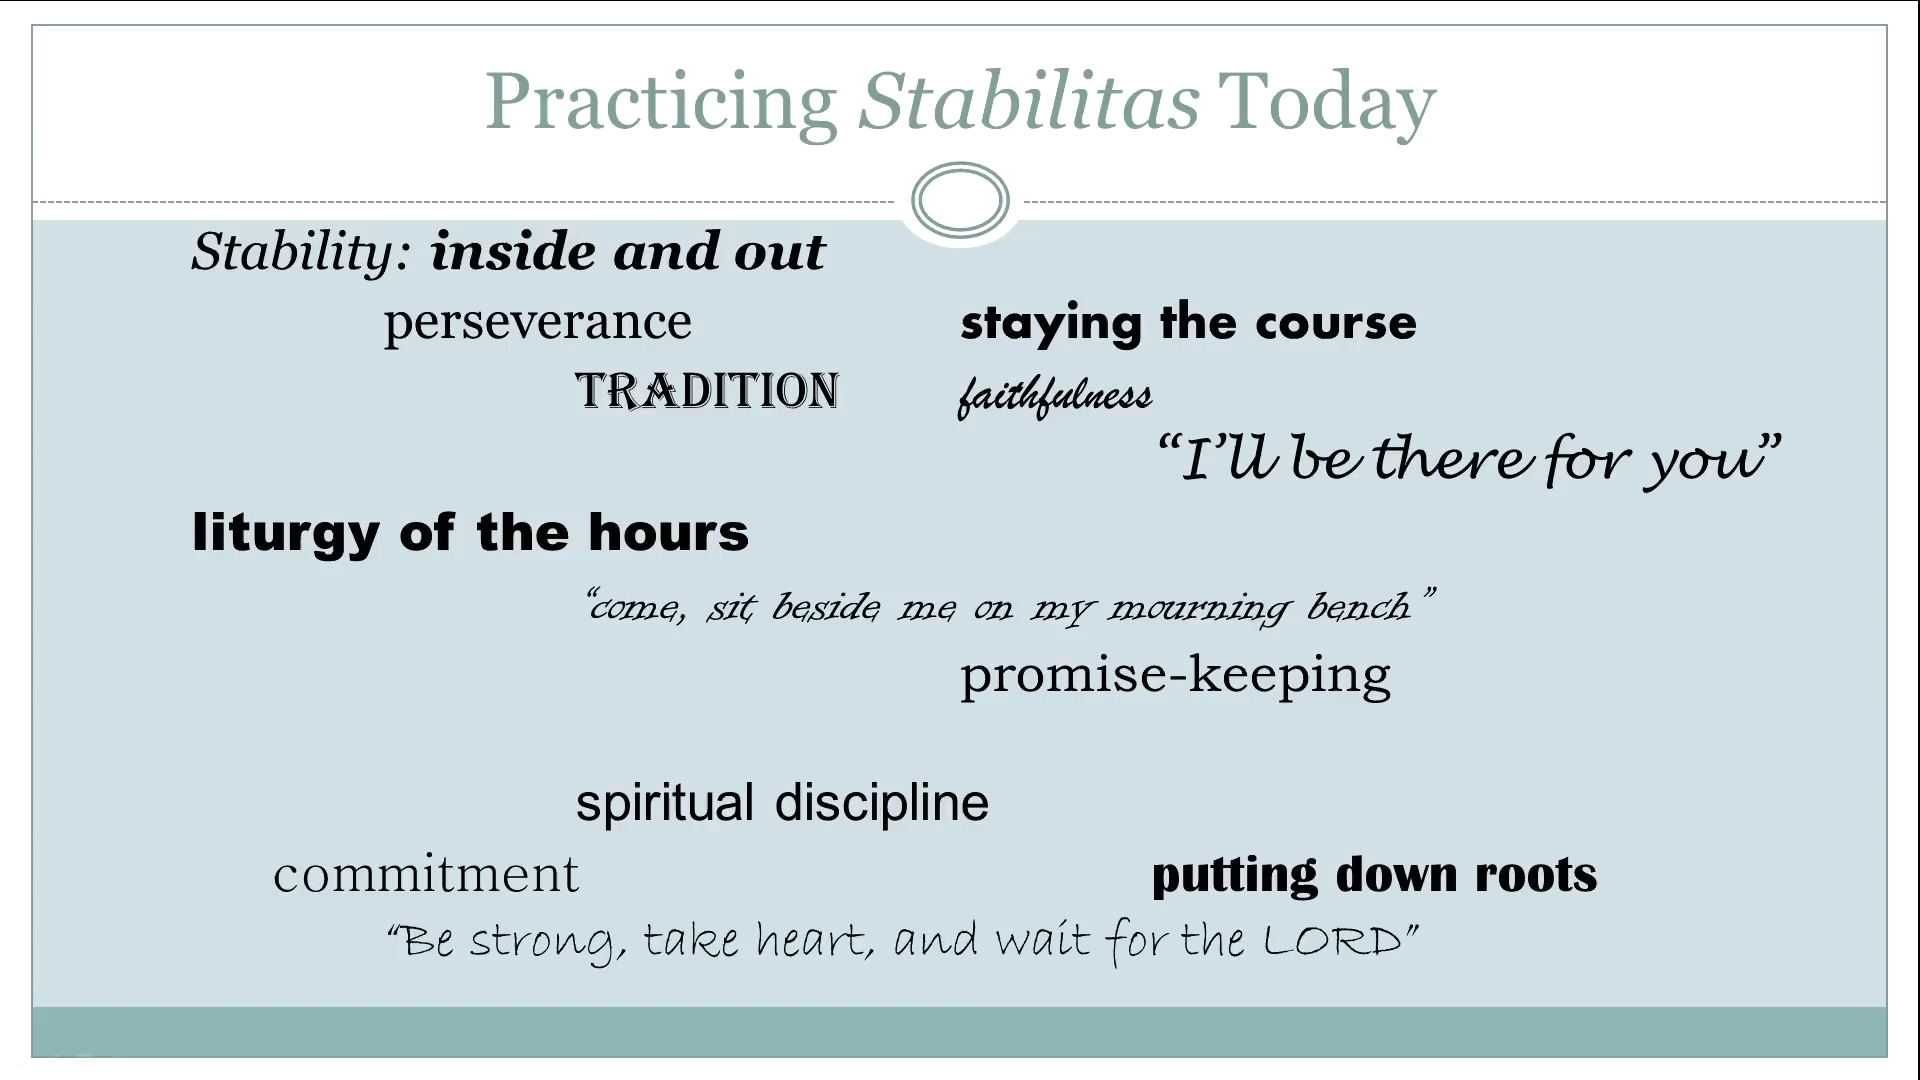 Practicing Stabilitas Today
Stability: inside and out
perseverance staying the course
TRADITION faithfulness
“I’ll be there for you”
liturgy of the hours
“come, sit beside me on my mourning bench”
promise-keeping
spiritual discipline
commitment putting down roots
“Be strong, take heart, and wait for the LORD”